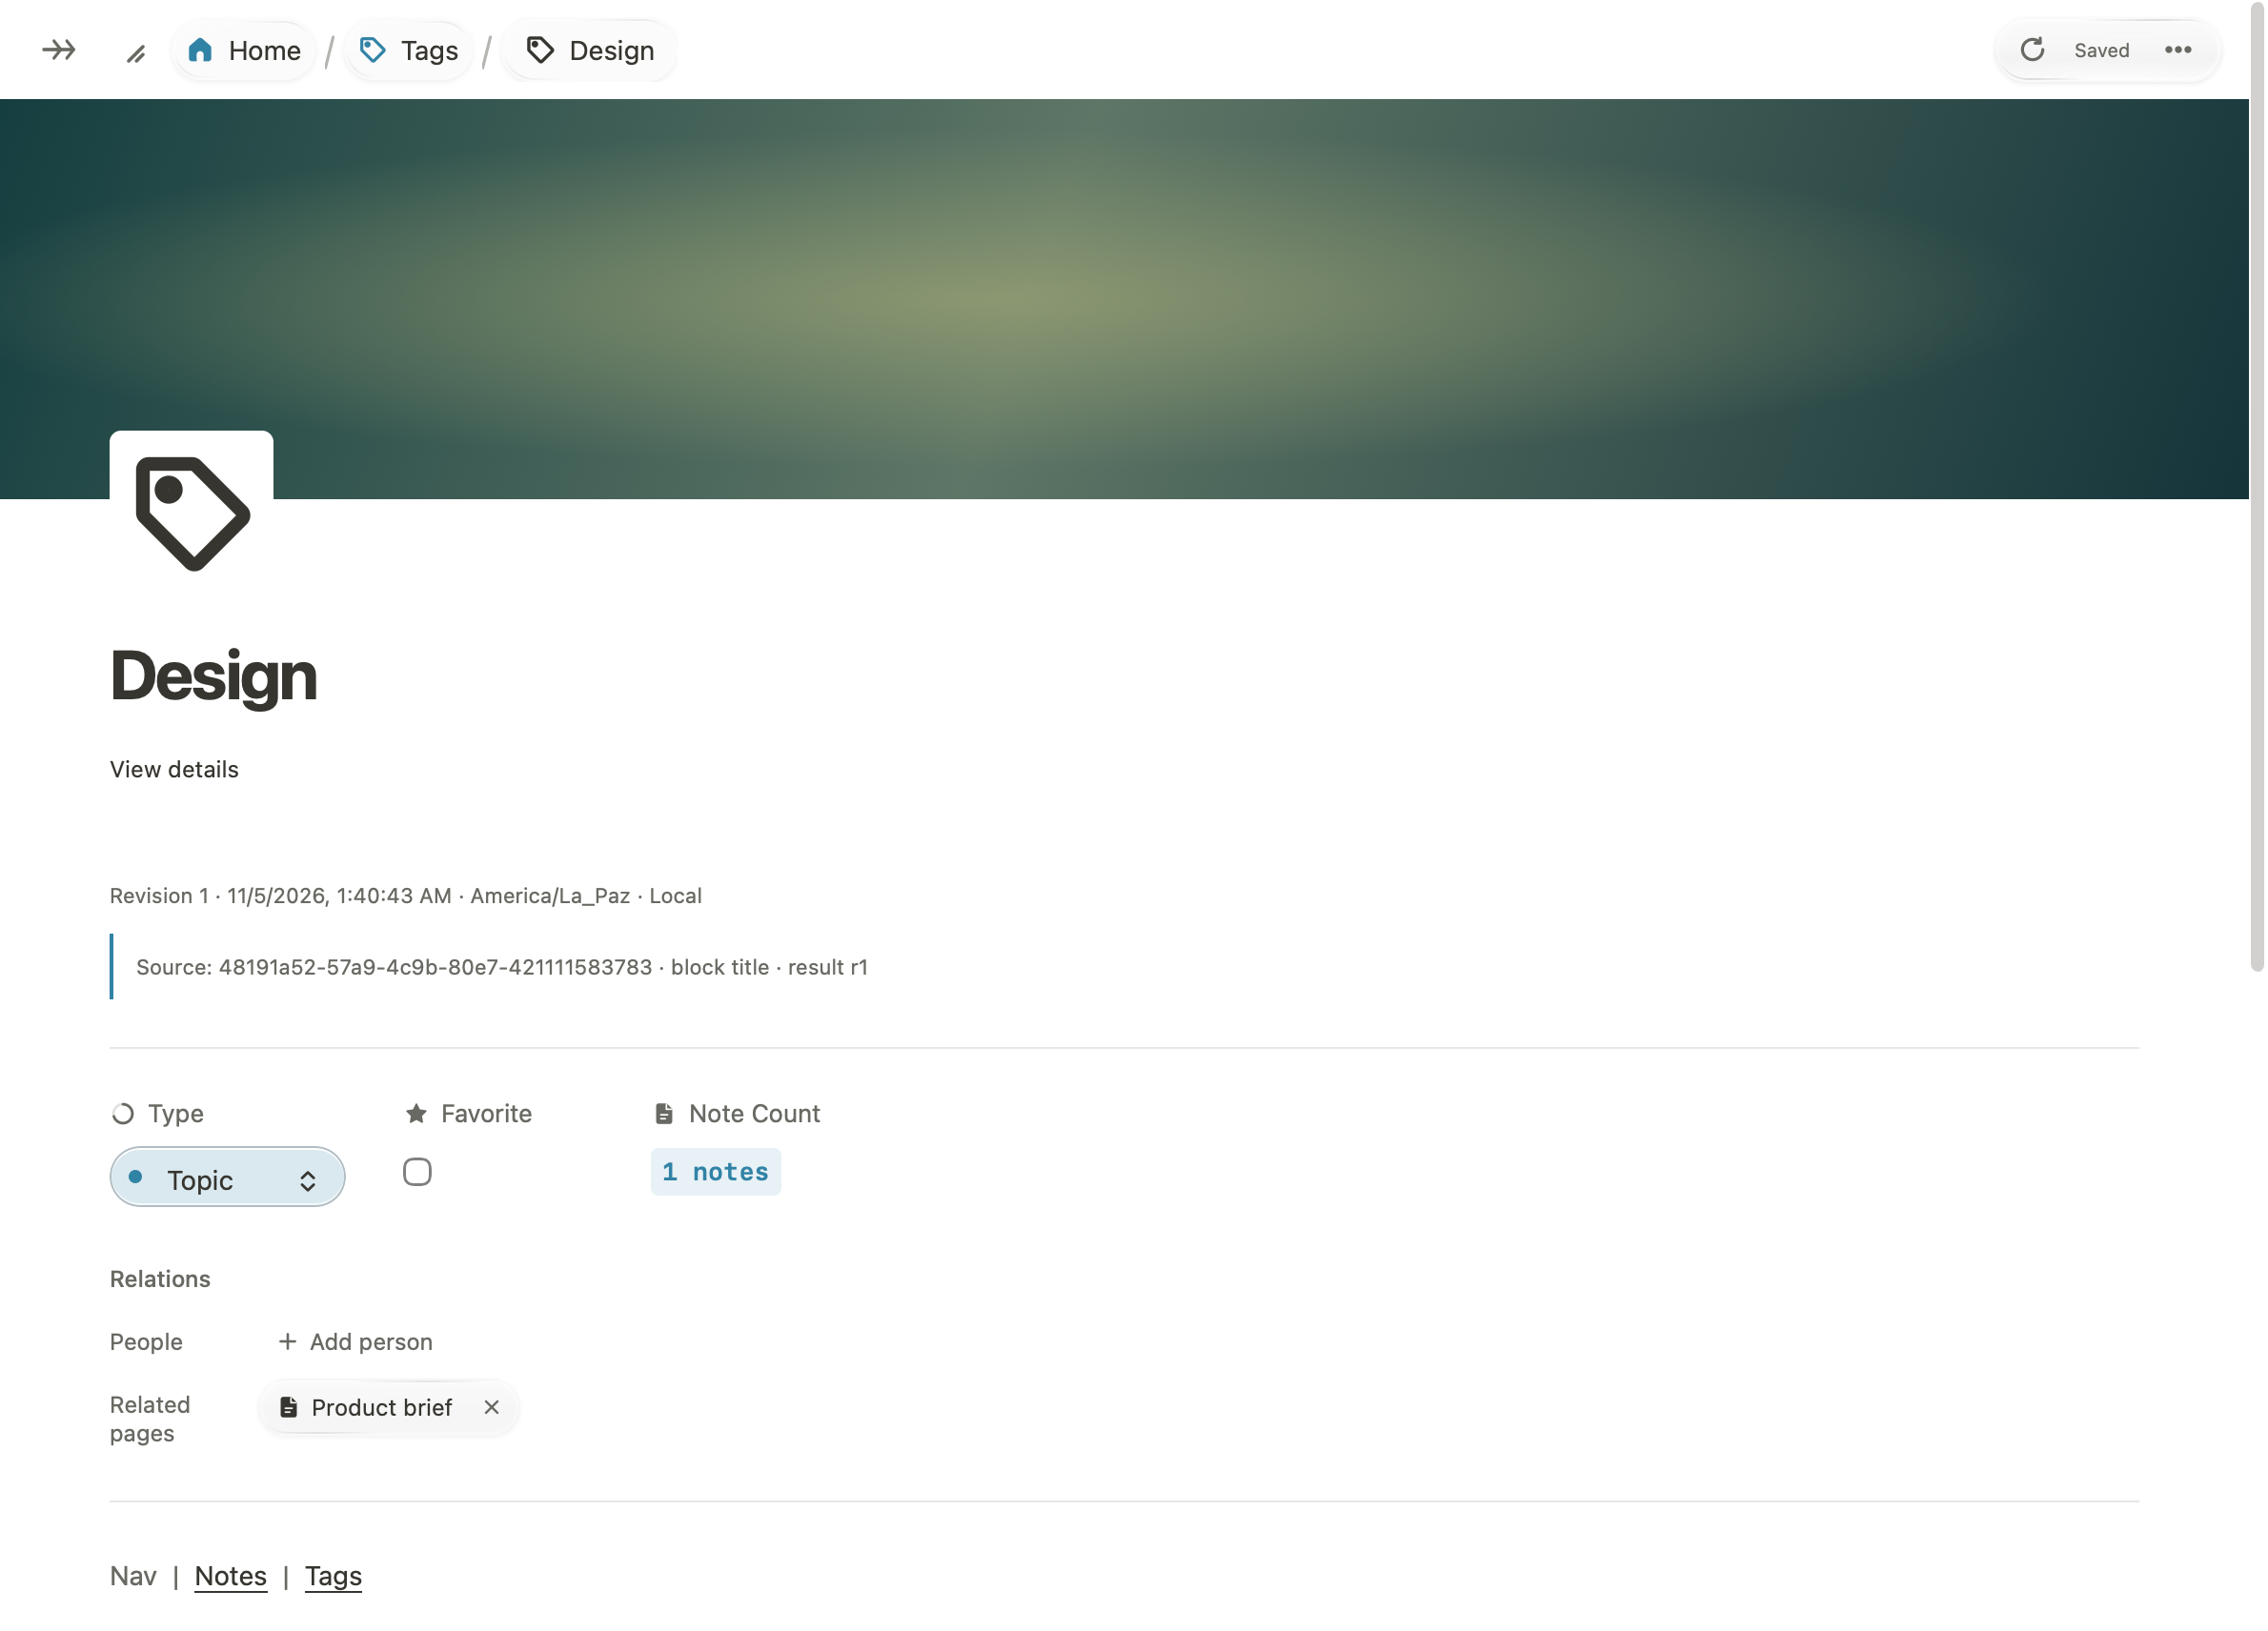 Home / Tags / Design
Saved
Design
View details
Revision 1 · 11/5/2026, 1:40:43 AM · America/La_Paz · Local
Source: 48191a52-57a9-4c9b-80e7-421111583783 · block title · result r1
Type
Favorite
Note Count
Topic
1 notes
Relations
People
+ Add person
Related
pages
Product brief
Nav | Notes | Tags